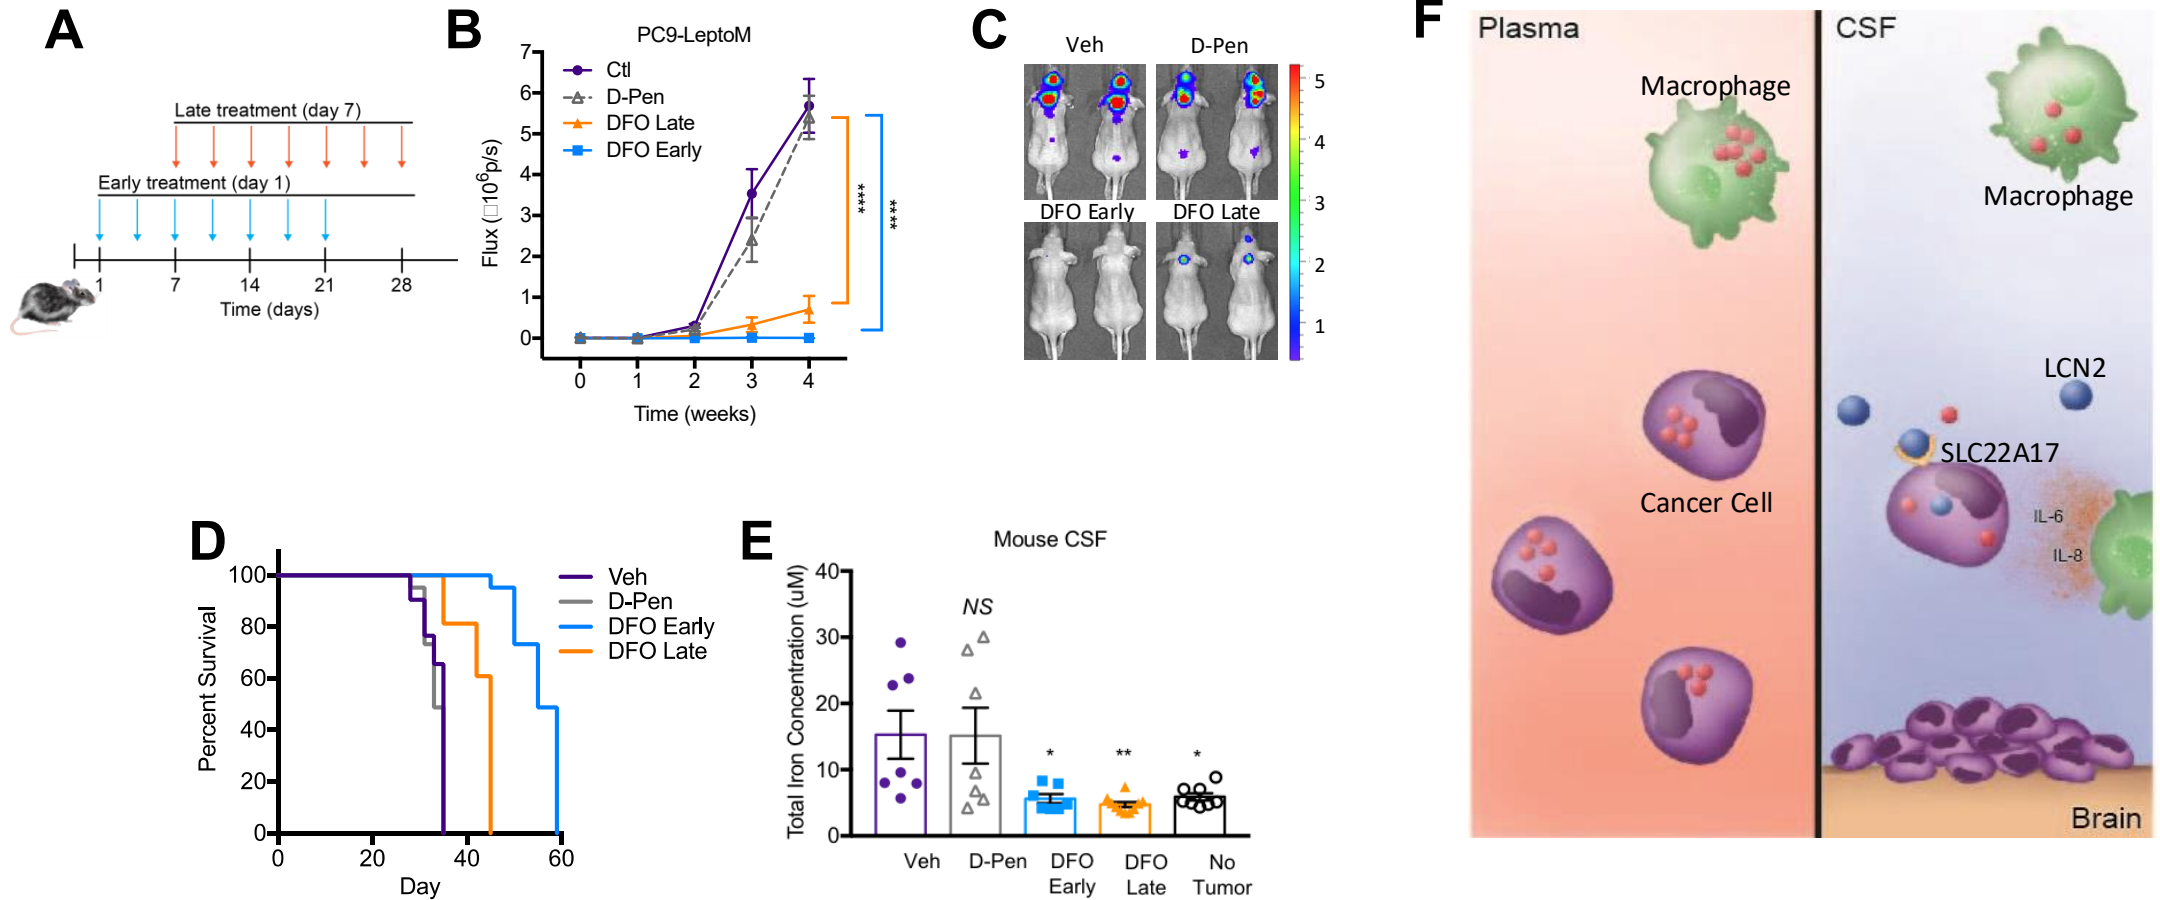 A
Late treatment (day 7)
Early treatment (day 1)
1 7 14 21 28
Time (days)
B
PC9-LeptoM
Ctl
D-Pen
DFO Late
DFO Early
7
6
5
4
3
2
1
0
Flux (□10⁶p/s)
****
****
0 1 2 3 4
Time (weeks)
C
Veh D-Pen
DFO Early DFO Late
5
4
3
2
1
D
100
80
60
40
20
0
Percent Survival
0 20 40 60
Day
Veh
D-Pen
DFO Early
DFO Late
E
Mouse CSF
40
30
20
10
0
Total Iron Concentration (uM)
NS
* ** *
Veh D-Pen DFO Early DFO Late No Tumor
F
Plasma
Macrophage
Cancer Cell
CSF
Macrophage
LCN2
SLC22A17
IL-6
IL-8
Brain